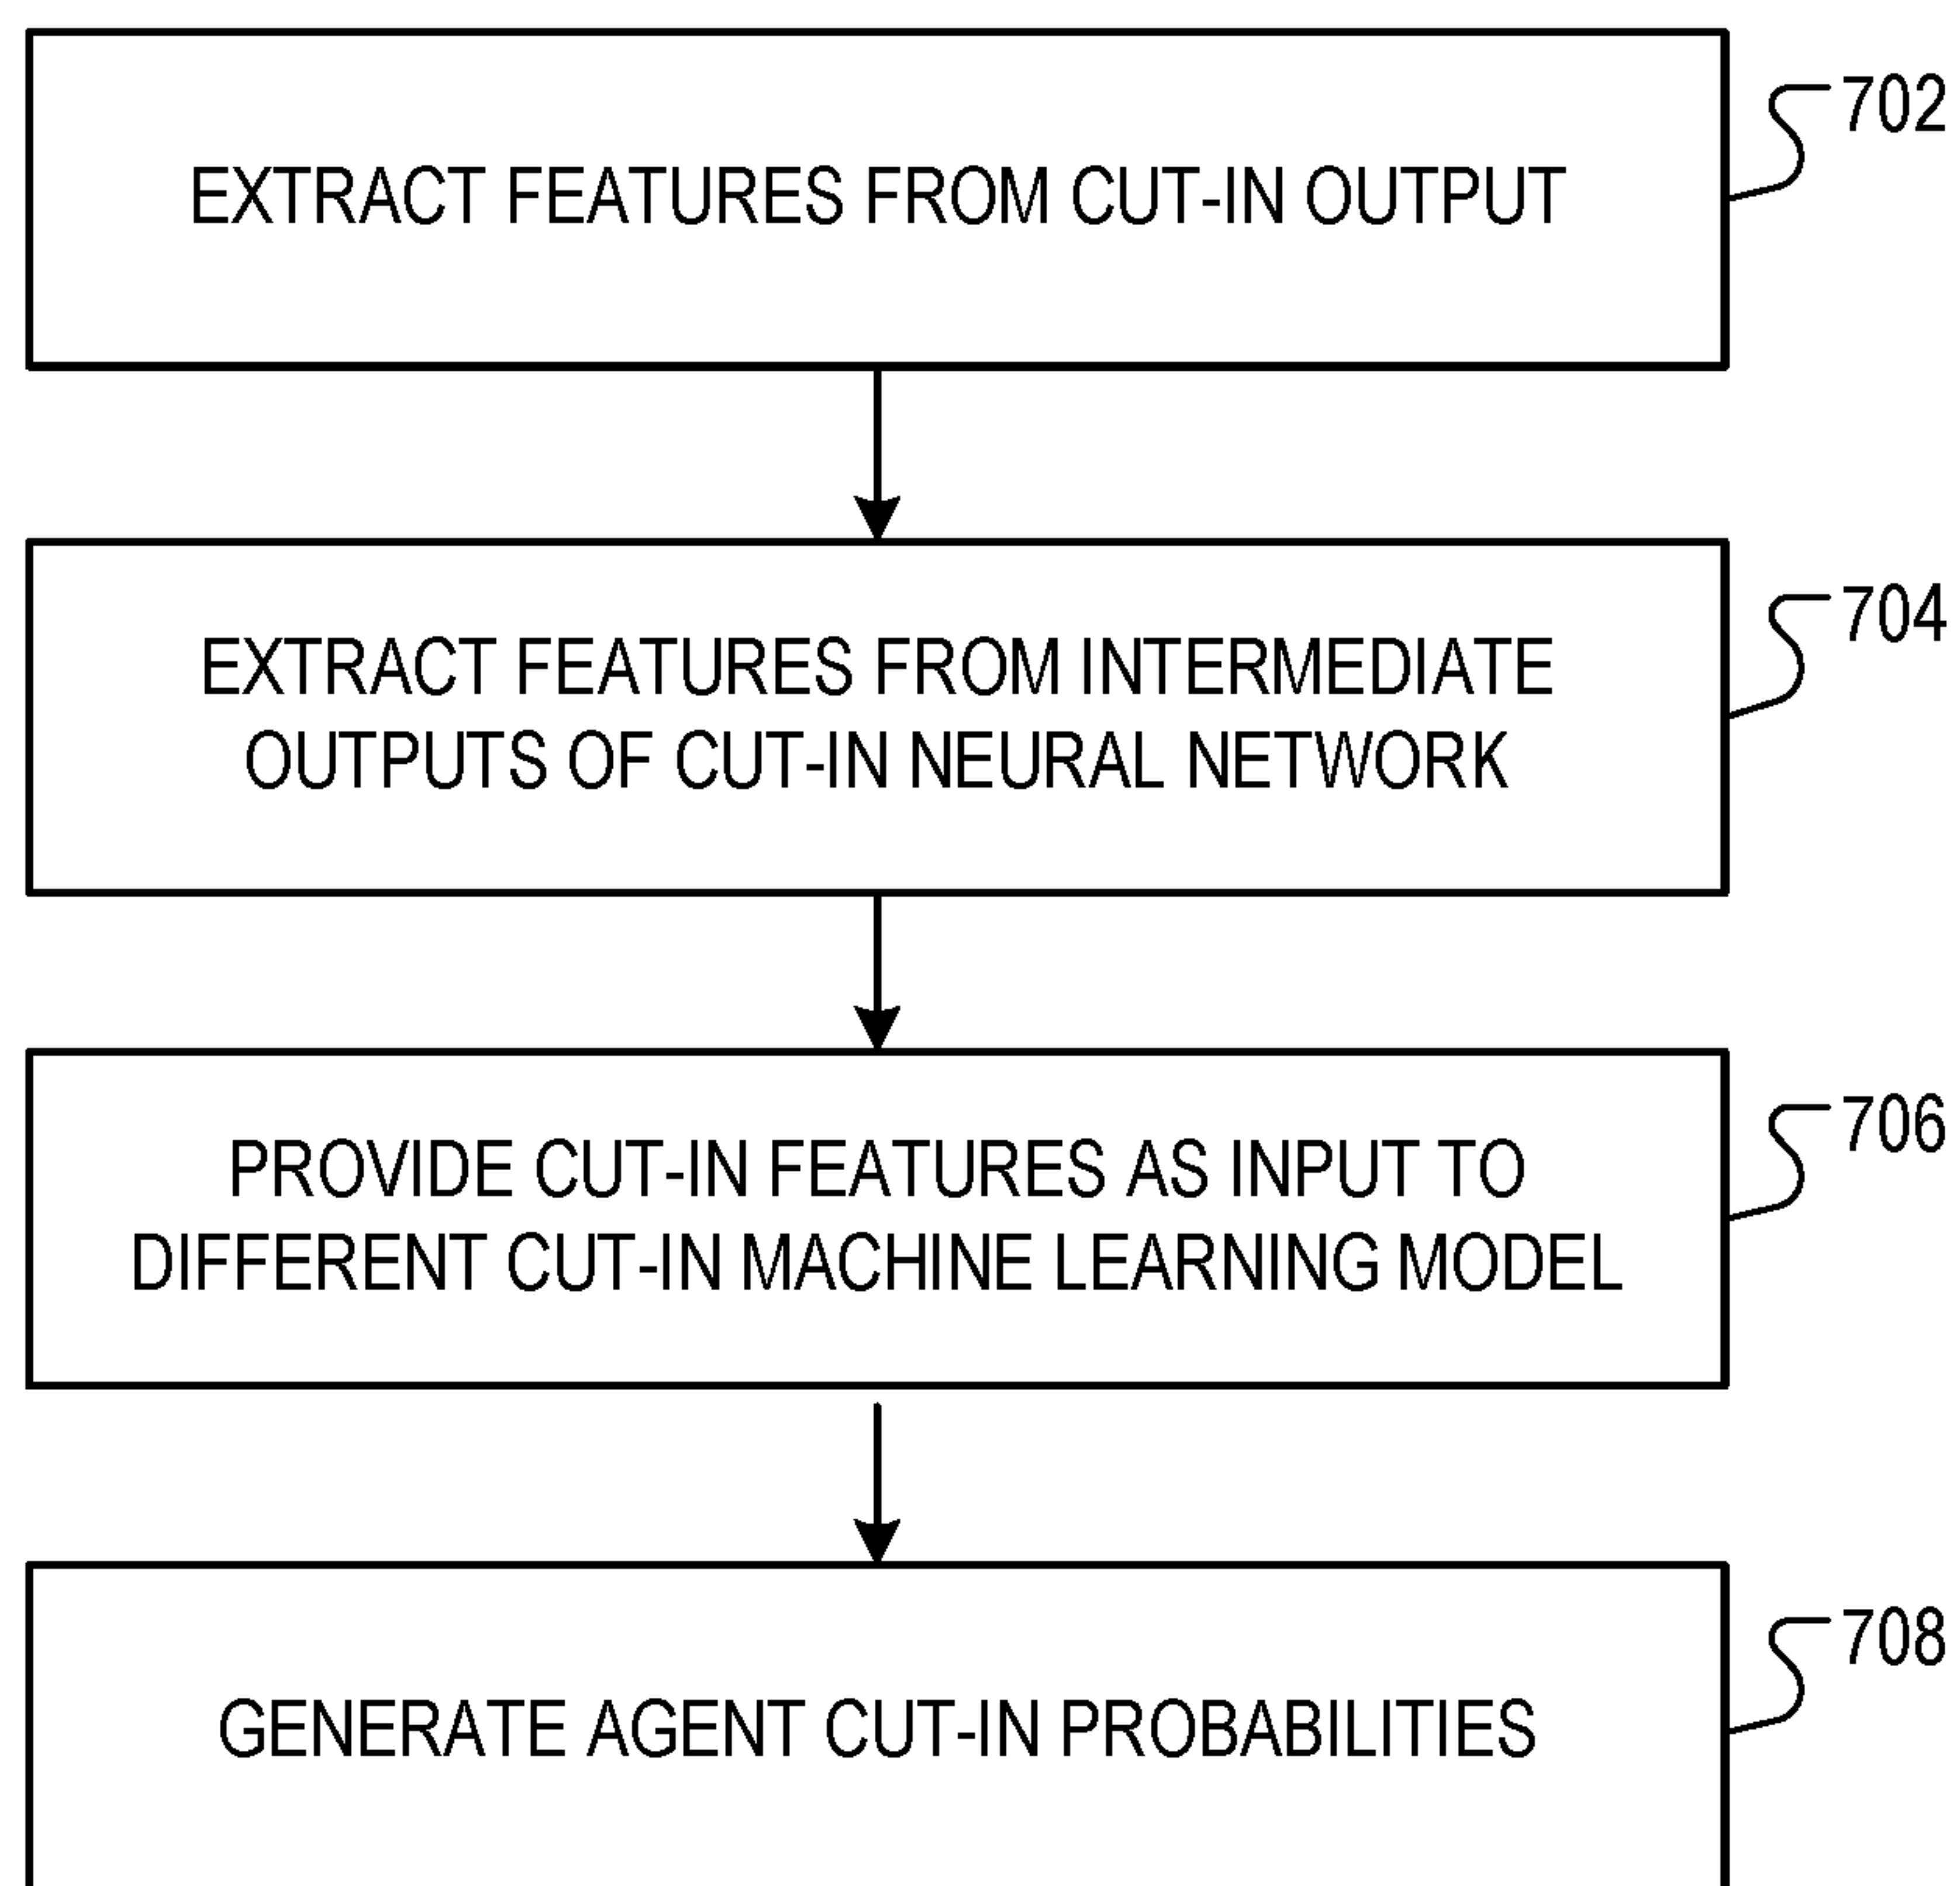 702
EXTRACT FEATURES FROM CUT-IN OUTPUT
704
EXTRACT FEATURES FROM INTERMEDIATE
OUTPUTS OF CUT-IN NEURAL NETWORK
706
PROVIDE CUT-IN FEATURES AS INPUT TO
DIFFERENT CUT-IN MACHINE LEARNING MODEL
708
GENERATE AGENT CUT-IN PROBABILITIES